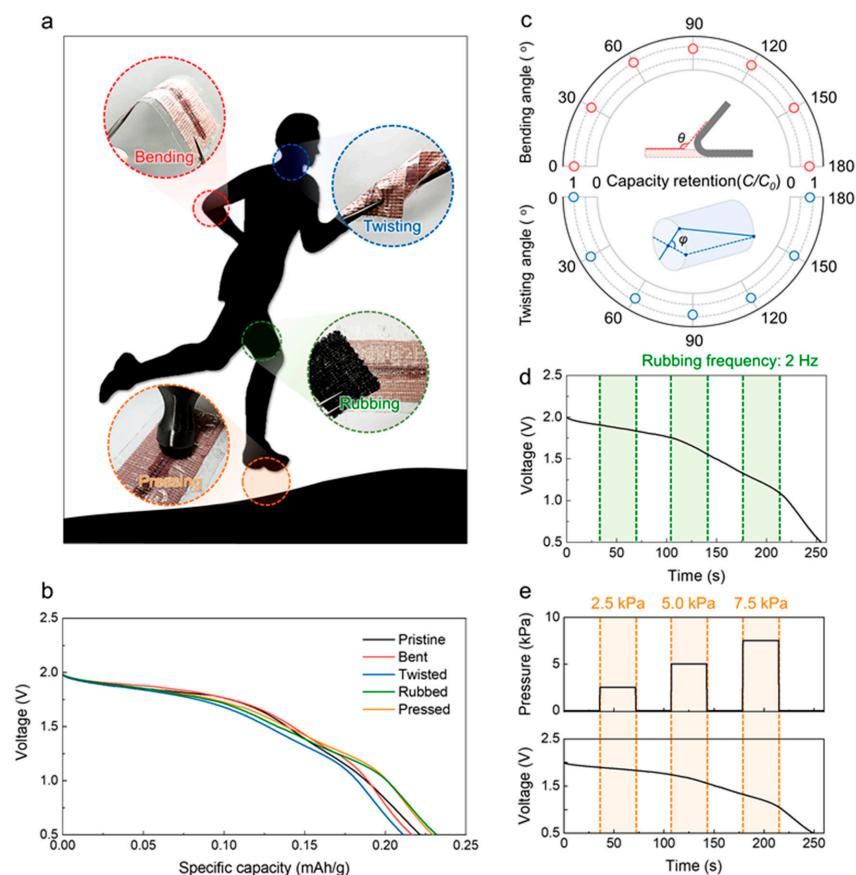 a
Bending
Twisting
Rubbing
Pressing
b
2.5
2.0
1.5
1.0
0.5
Voltage (V)
Pristine
Bent
Twisted
Rubbed
Pressed
0.00 0.05 0.10 0.15 0.20 0.25
Specific capacity (mAh/g)
c
Bending angle (°)
0
30
60
90
120
150
180
θ
1 0 Capacity retention(C/C₀) 0 1
Twisting angle (°)
0
30
60
90
120
150
180
φ
d
Rubbing frequency: 2 Hz
2.5
2.0
1.5
1.0
0.5
Voltage (V)
0 50 100 150 200 250
Time (s)
e
2.5 kPa 5.0 kPa 7.5 kPa
10
5
0
Pressure (kPa)
2.5
1.5
0.5
Voltage (V)
0 50 100 150 200 250
Time (s)